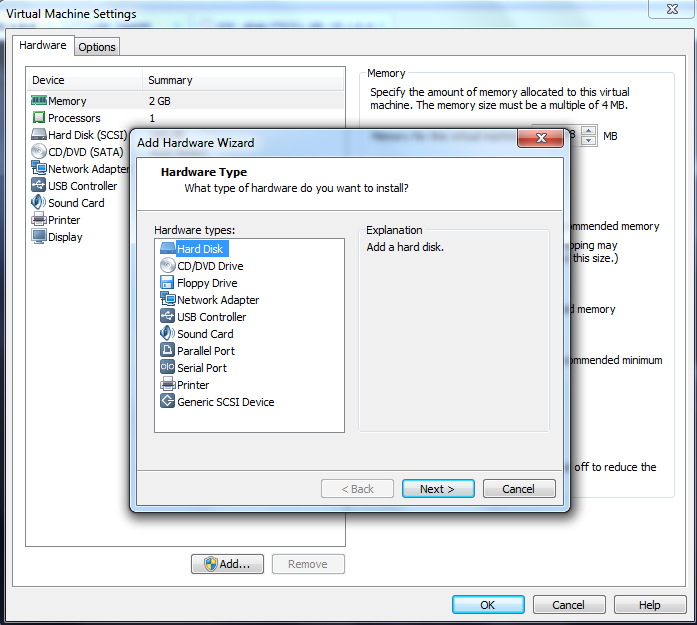 Virtual Machine Settings
Hardware
Options
Device Summary
Memory 2 GB
Processors 1
Hard Disk (SCSI)
CD/DVD (SATA)
Network Adapter
USB Controller
Sound Card
Printer
Display
Memory
Specify the amount of memory allocated to this virtual
machine. The memory size must be a multiple of 4 MB.
MB
memory
may
this size.)
memory
minimum
off to reduce the
Add Hardware Wizard
Hardware Type
What type of hardware do you want to install?
Hardware types:
Hard Disk
CD/DVD Drive
Floppy Drive
Network Adapter
USB Controller
Sound Card
Parallel Port
Serial Port
Printer
Generic SCSI Device
Explanation
Add a hard disk.
< Back
Next >
Cancel
Add...
Remove
OK
Cancel
Help